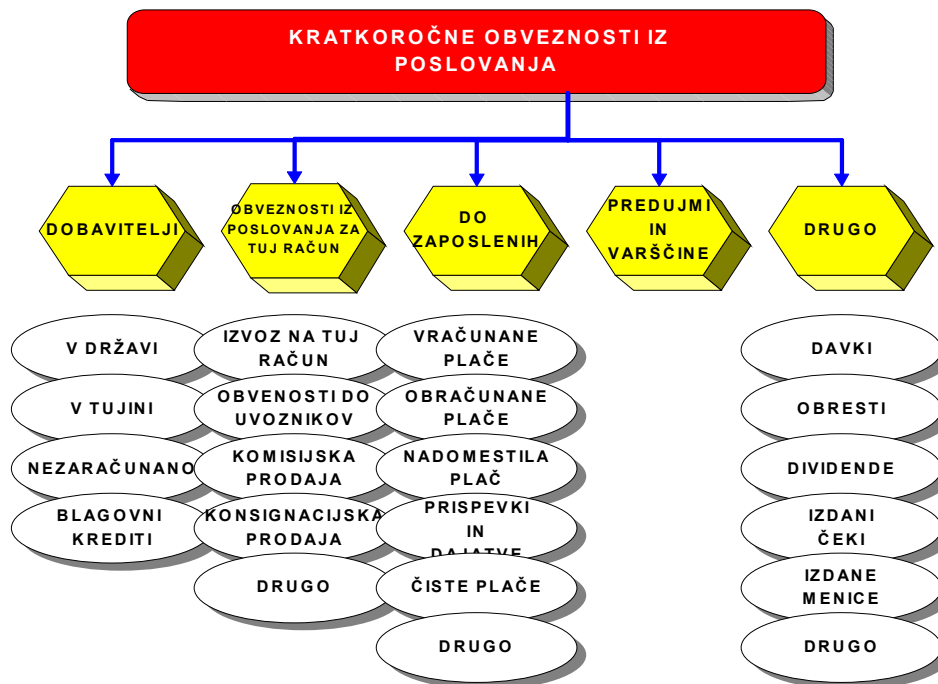 KRATKOROČNE OBVEZNOSTI IZ
POSLOVANJA
DOBAVITELJI
OBVEZNOSTI IZ
POSLOVANJA ZA
TUJ RAČUN
DO
ZAPOSLENIH
PREDUJMI
IN
VARŠČINE
DRUGO
V DRŽAVI
V TUJINI
NEZARAČUNANO
BLAGOVNI
KREDITI
IZVOZ NA TUJ
RAČUN
OBVENOSTI DO
UVOZNIKOV
KOMISIJSKA
PRODAJA
KONSIGNACIJSKA
PRODAJA
DRUGO
VRAČUNANE
PLAČE
OBRAČUNANE
PLAČE
NADOMESTILA
PLAČ
PRISPEVKI
IN
DAJATVE
ČISTE PLAČE
DRUGO
DAVKI
OBRESTI
DIVIDENDE
IZDANI
ČEKI
IZDANE
MENICE
DRUGO